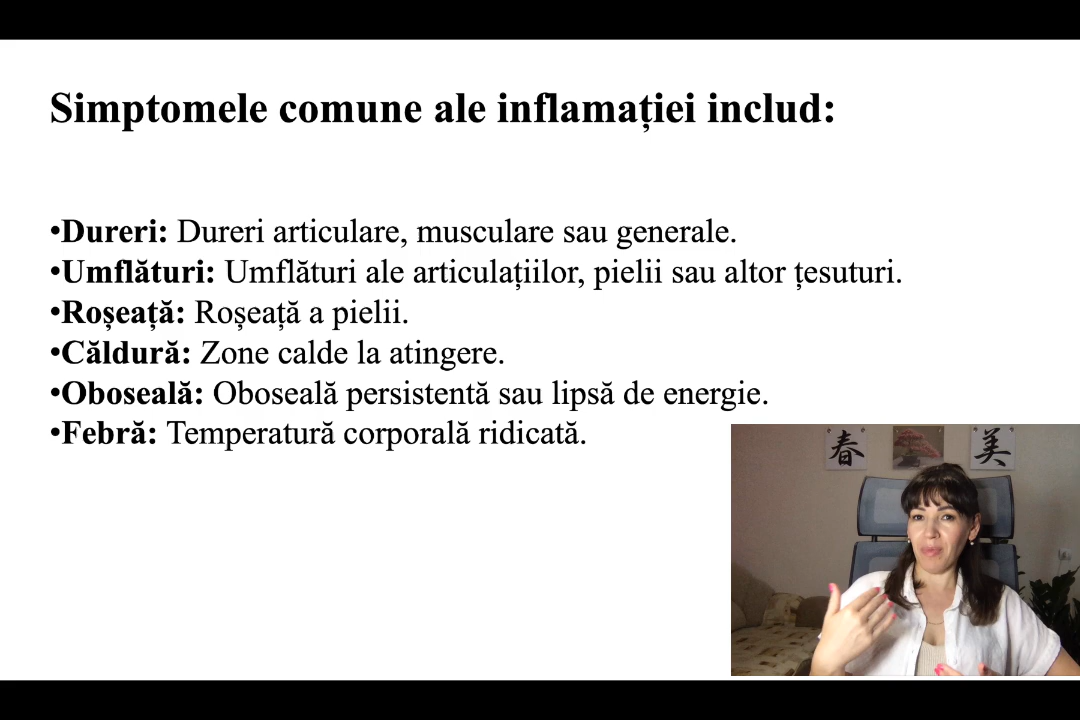 Simptomele comune ale inflamației includ:
•Dureri: Dureri articulare, musculare sau generale.
•Umflături: Umflături ale articulațiilor, pielii sau altor țesuturi.
•Roșeață: Roșeață a pielii.
•Căldură: Zone calde la atingere.
•Oboseală: Oboseală persistentă sau lipsă de energie.
•Febră: Temperatură corporală ridicată.
春
美